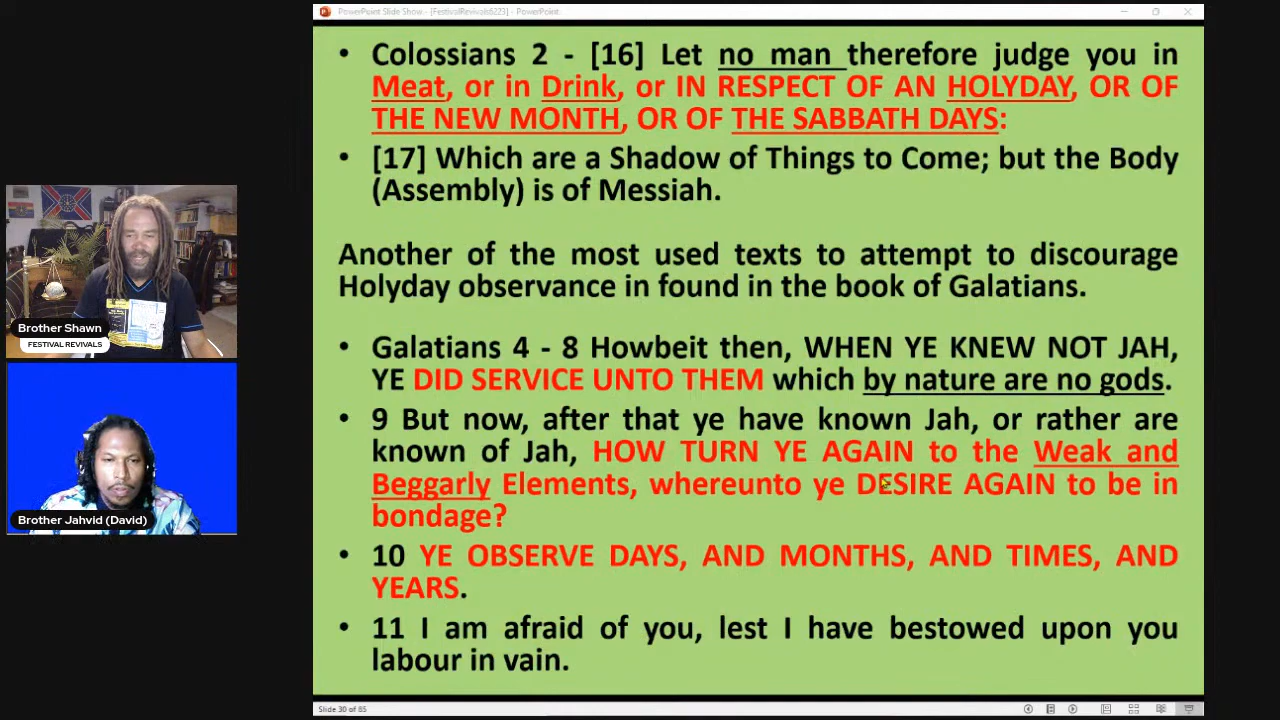 PowerPoint Slide Show - [FestivalRevivals6223] - PowerPoint
• Colossians 2 - [16] Let no man therefore judge you in
Meat, or in Drink, or IN RESPECT OF AN HOLYDAY, OR OF
THE NEW MONTH, OR OF THE SABBATH DAYS:
• [17] Which are a Shadow of Things to Come; but the Body
(Assembly) is of Messiah.
Another of the most used texts to attempt to discourage
Holyday observance in found in the book of Galatians.
• Galatians 4 - 8 Howbeit then, WHEN YE KNEW NOT JAH,
YE DID SERVICE UNTO THEM which by nature are no gods.
• 9 But now, after that ye have known Jah, or rather are
known of Jah, HOW TURN YE AGAIN to the Weak and
Beggarly Elements, whereunto ye DESIRE AGAIN to be in
bondage?
• 10 YE OBSERVE DAYS, AND MONTHS, AND TIMES, AND
YEARS.
• 11 I am afraid of you, lest I have bestowed upon you
labour in vain.
Slide 30 of 85
Brother Shawn
FESTIVAL REVIVALS
Brother Jahvid (David)